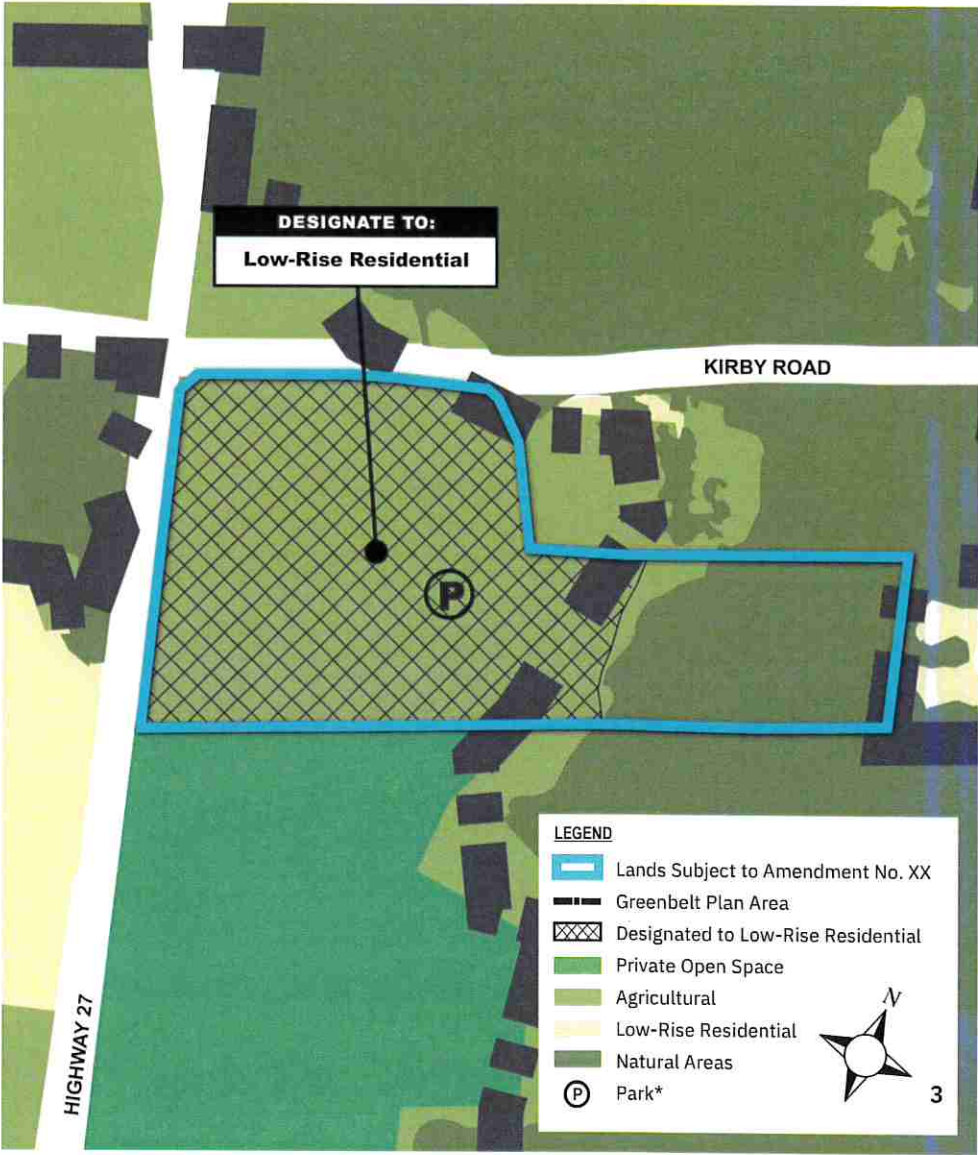 DESIGNATE TO:
Low-Rise Residential
KIRBY ROAD
P
HIGHWAY 27
LEGEND
Lands Subject to Amendment No. XX
Greenbelt Plan Area
Designated to Low-Rise Residential
Private Open Space
Agricultural
Low-Rise Residential
Natural Areas
P Park*
N
3